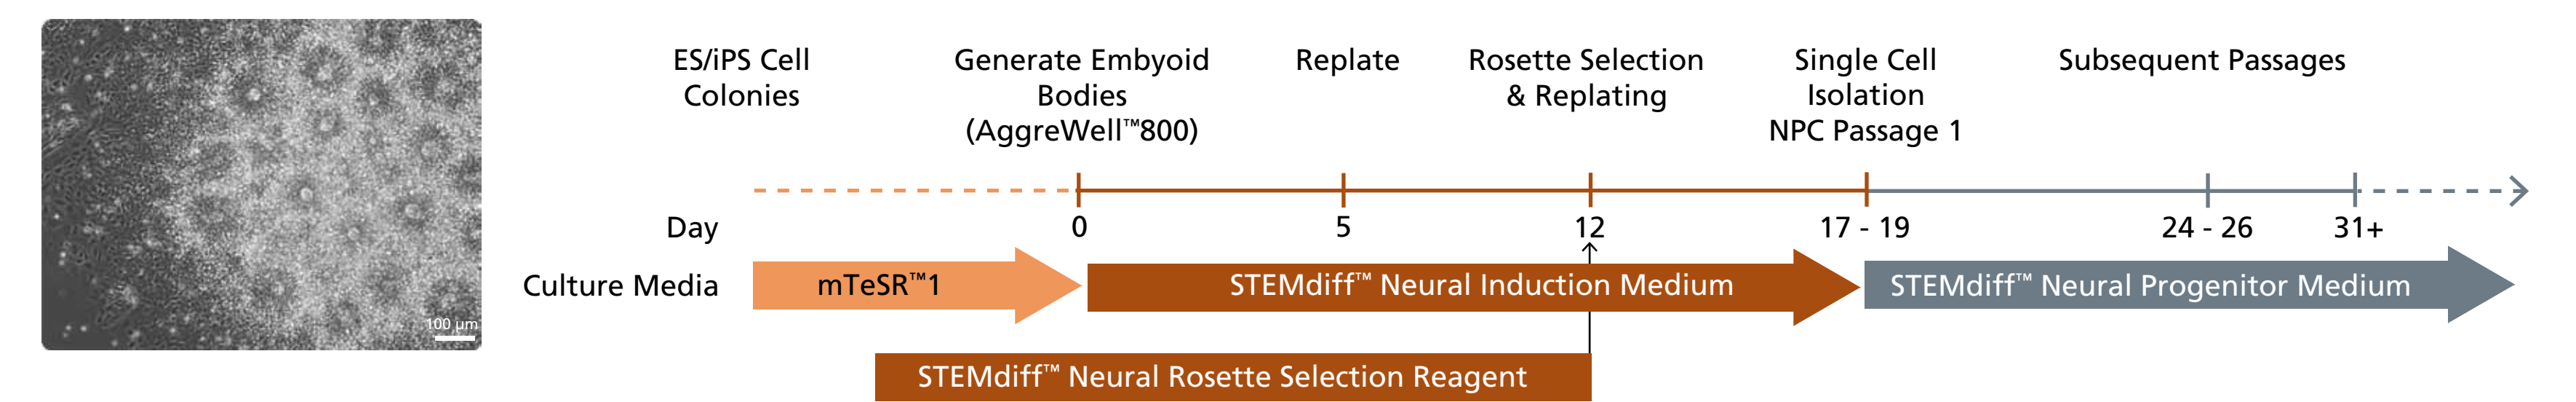 100 µm
ES/iPS Cell
Colonies
Generate Embyoid
Bodies
(AggreWell™800)
Replate
Rosette Selection
& Replating
Single Cell
Isolation
NPC Passage 1
Subsequent Passages
Day
0
5
12
17 - 19
24 - 26
31+
Culture Media
mTeSR™1
STEMdiff™ Neural Induction Medium
STEMdiff™ Neural Progenitor Medium
STEMdiff™ Neural Rosette Selection Reagent